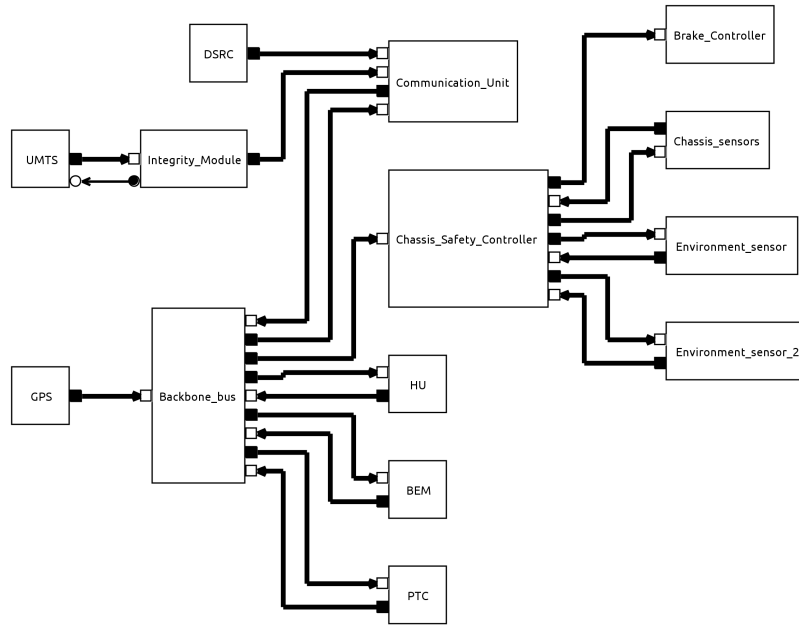 Brake_Controller
DSRC
Communication_Unit
Chassis_sensors
UMTS
Integrity_Module
Chassis_Safety_Controller
Environment_sensor
Environment_sensor_2
HU
GPS
Backbone_bus
BEM
PTC